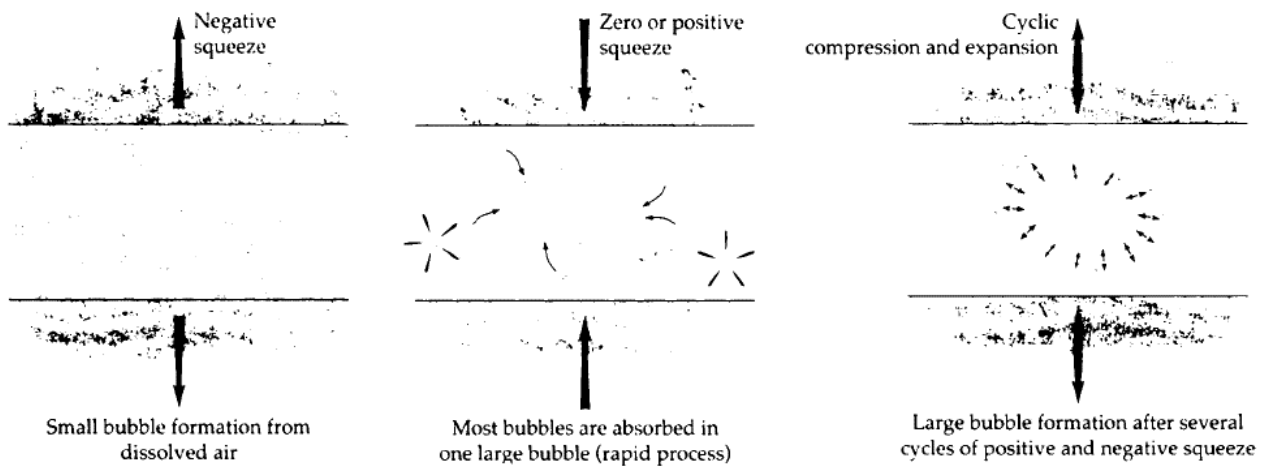 Negative
squeeze
Zero or positive
squeeze
Cyclic
compression and expansion
Small bubble formation from
dissolved air
Most bubbles are absorbed in
one large bubble (rapid process)
Large bubble formation after several
cycles of positive and negative squeeze